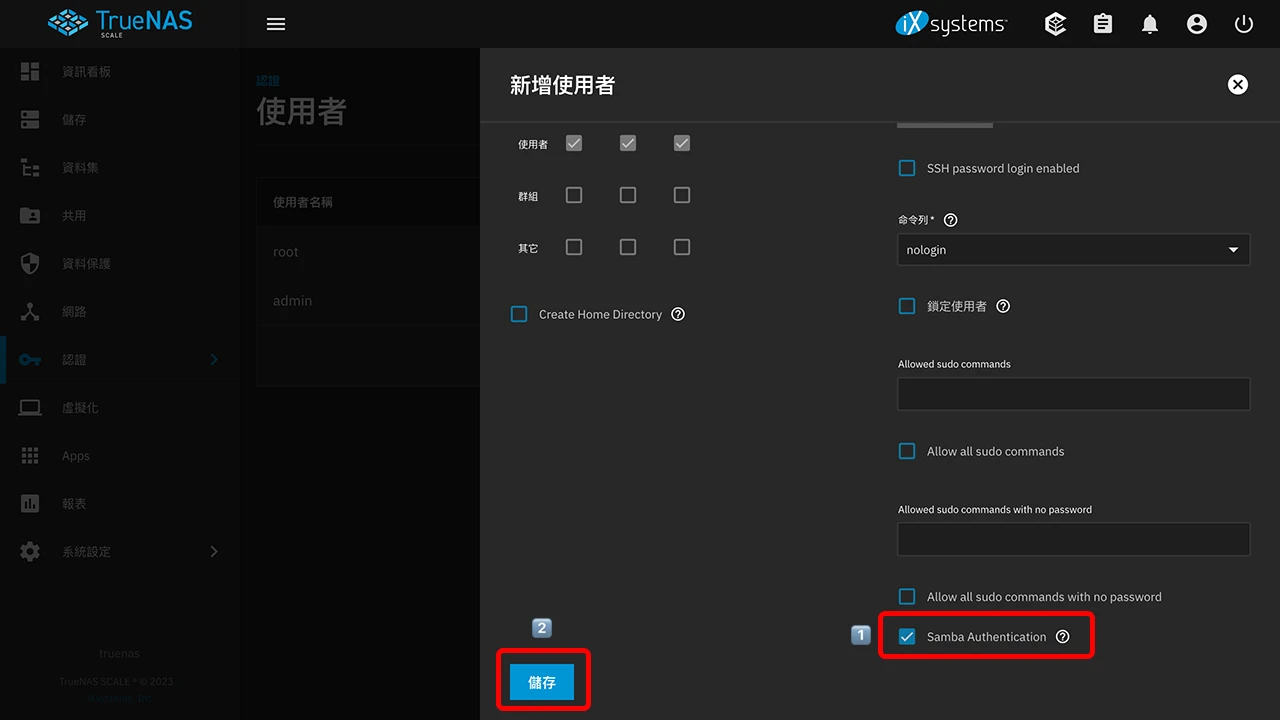 TrueNAS
SCALE
iXsystems
資訊看板
儲存
資料集
共用
資料保護
網路
認證
虛擬化
Apps
報表
系統設定
truenas
TrueNAS SCALE ® © 2023
iXsystems, Inc
認證
使用者
使用者名稱
root
admin
新增使用者
使用者
群組
其它
Create Home Directory
SSH password login enabled
命令列 *
nologin
鎖定使用者
Allowed sudo commands
Allow all sudo commands
Allowed sudo commands with no password
Allow all sudo commands with no password
1
Samba Authentication
2
儲存